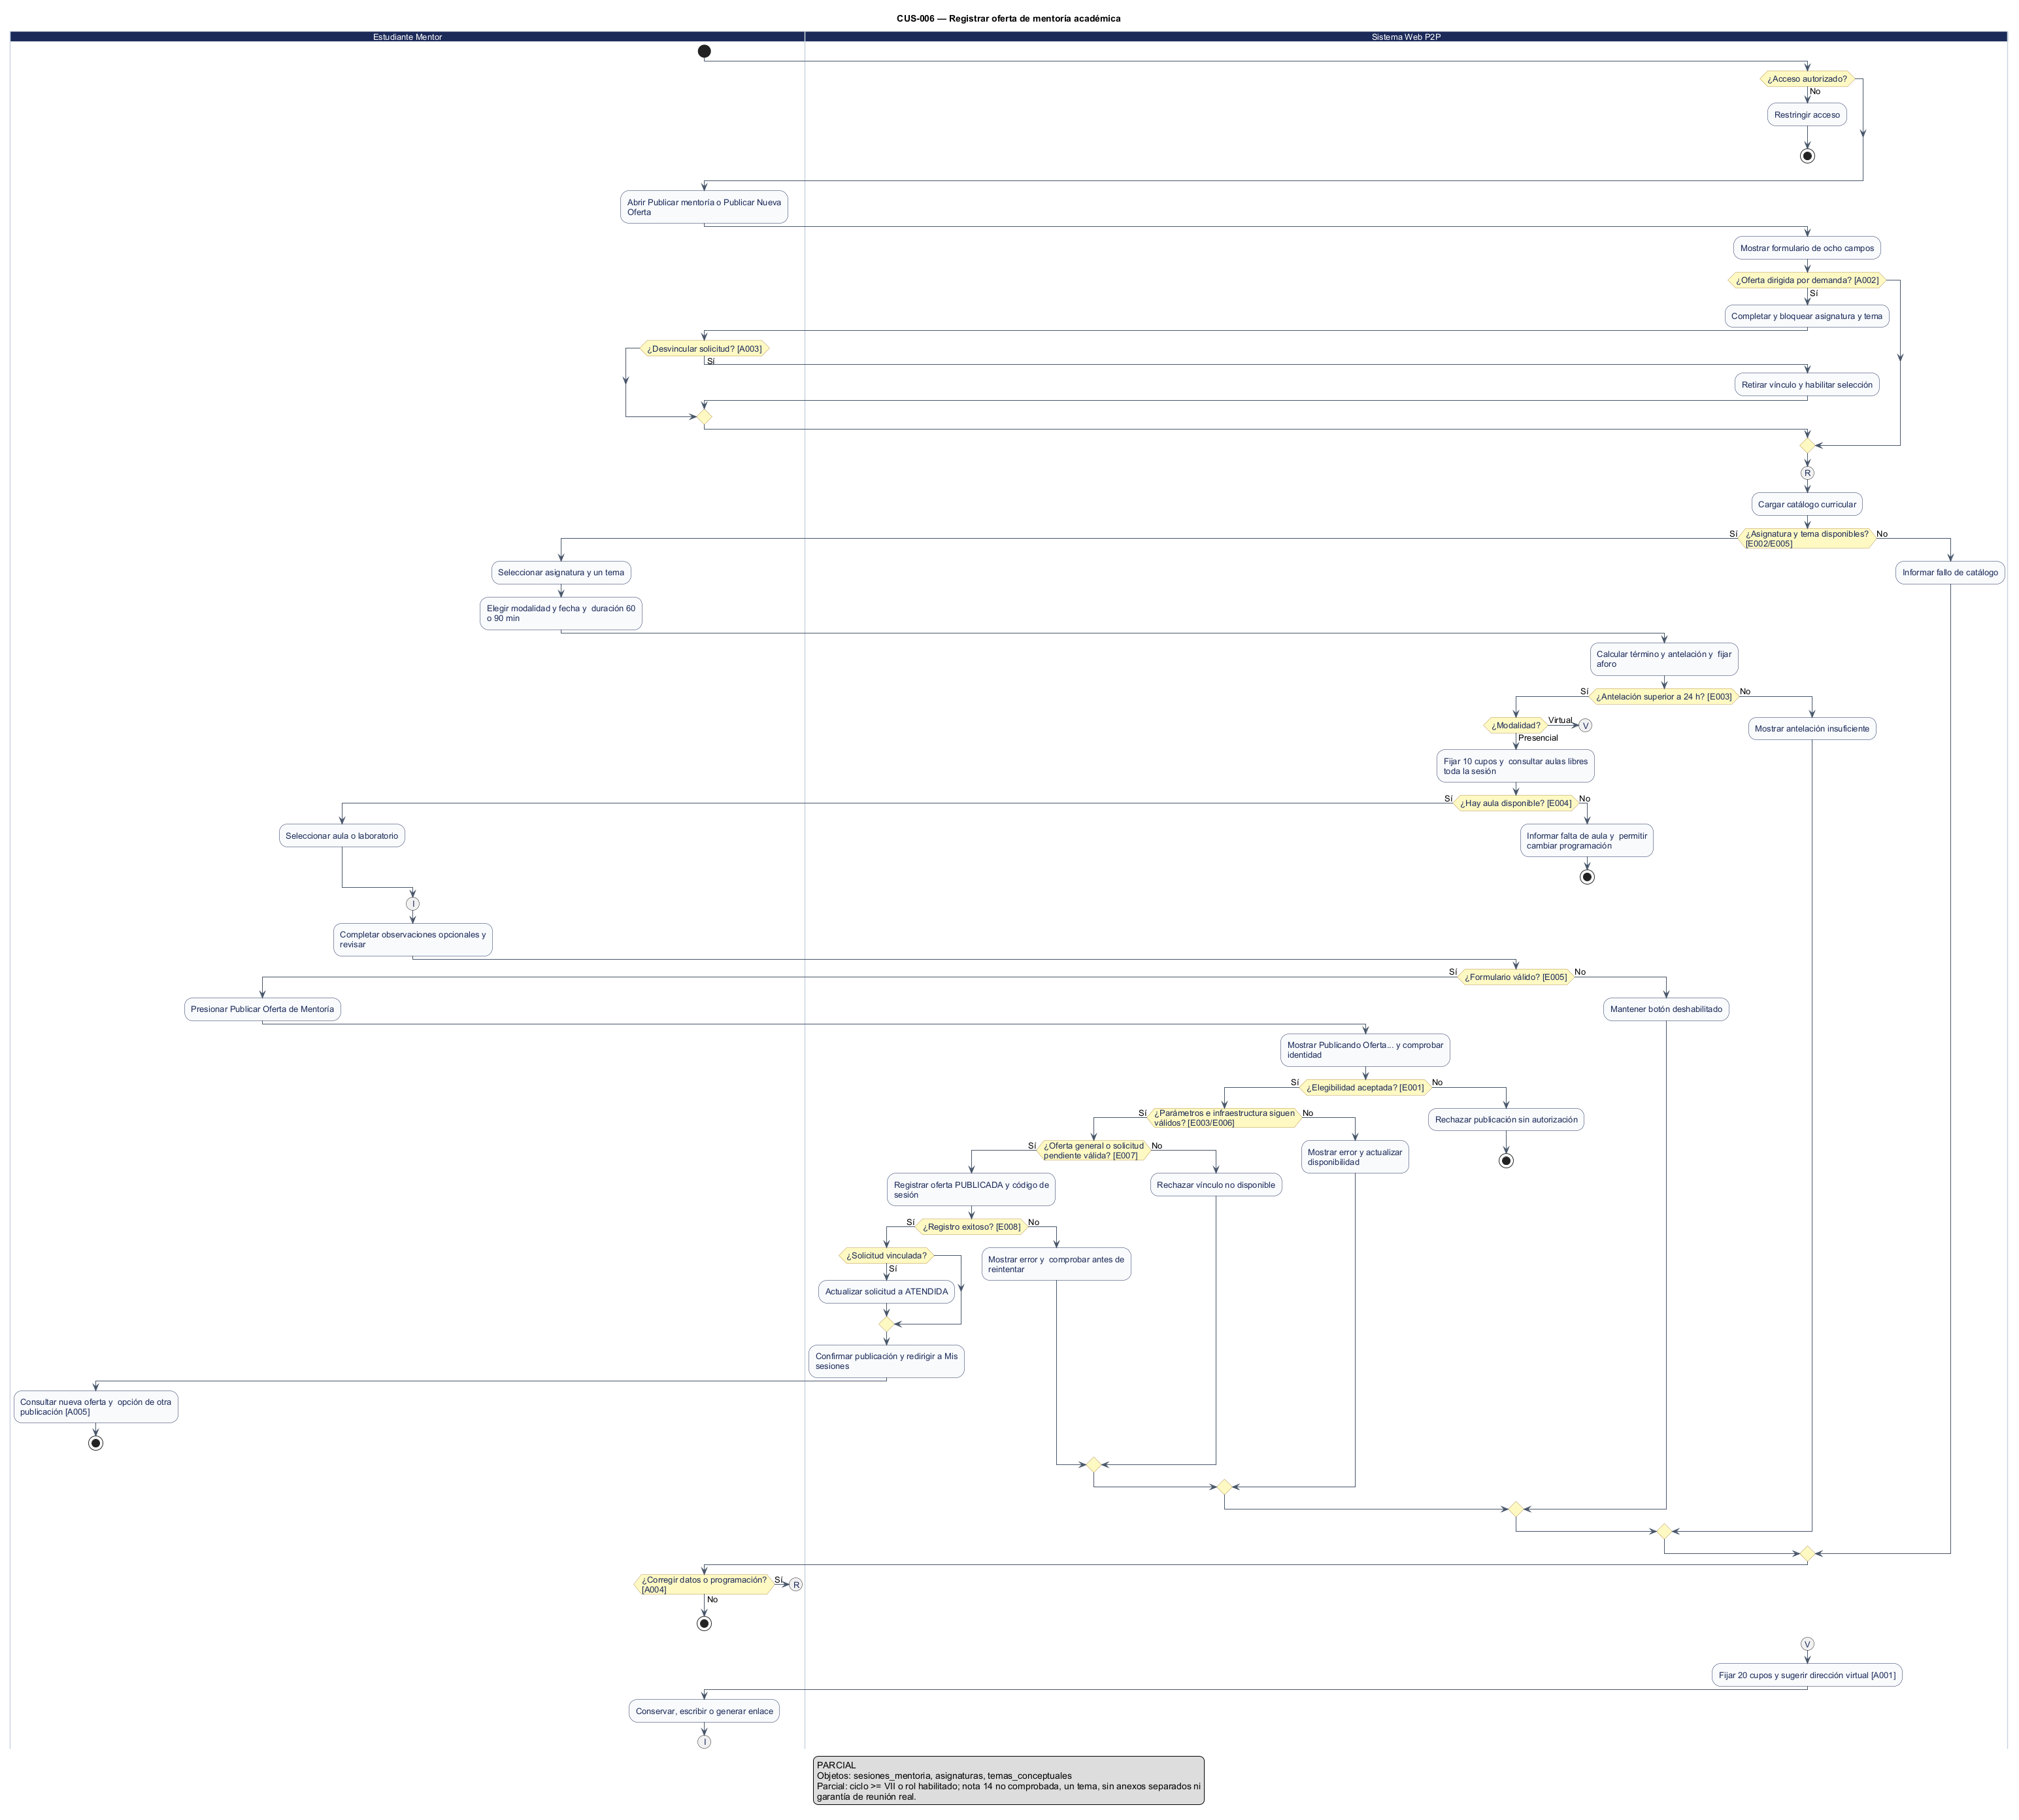 CUS-006 — Registrar oferta de mentoría académica
Estudiante Mentor
Sistema Web P2P
¿Acceso autorizado?
No
Restringir acceso
Abrir Publicar mentoría o Publicar Nueva
Oferta
Mostrar formulario de ocho campos
¿Oferta dirigida por demanda? [A002]
Sí
Completar y bloquear asignatura y tema
¿Desvincular solicitud? [A003]
Sí
Retirar vínculo y habilitar selección
R
Cargar catálogo curricular
Sí
¿Asignatura y tema disponibles?
[E002/E005]
No
Seleccionar asignatura y un tema
Informar fallo de catálogo
Elegir modalidad y fecha y  duración 60
o 90 min
Calcular término y antelación y  fijar
aforo
Sí
¿Antelación superior a 24 h? [E003]
No
¿Modalidad?
Virtual
V
Mostrar antelación insuficiente
Presencial
Fijar 10 cupos y  consultar aulas libres
toda la sesión
Sí
¿Hay aula disponible? [E004]
No
Seleccionar aula o laboratorio
Informar falta de aula y  permitir
cambiar programación
I
Completar observaciones opcionales y
revisar
Sí
¿Formulario válido? [E005]
No
Presionar Publicar Oferta de Mentoría
Mantener botón deshabilitado
Mostrar Publicando Oferta... y comprobar
identidad
Sí
¿Elegibilidad aceptada? [E001]
No
Sí
¿Parámetros e infraestructura siguen
válidos? [E003/E006]
No
Rechazar publicación sin autorización
Sí
¿Oferta general o solicitud
pendiente válida? [E007]
No
Mostrar error y actualizar
disponibilidad
Registrar oferta PUBLICADA y código de
sesión
Rechazar vínculo no disponible
Sí
¿Registro exitoso? [E008]
No
¿Solicitud vinculada?
Sí
Mostrar error y  comprobar antes de
reintentar
Actualizar solicitud a ATENDIDA
Confirmar publicación y redirigir a Mis
sesiones
Consultar nueva oferta y  opción de otra
publicación [A005]
¿Corregir datos o programación?
[A004]
Sí
R
No
V
Fijar 20 cupos y sugerir dirección virtual [A001]
Conservar, escribir o generar enlace
I
PARCIAL
Objetos: sesiones_mentoria, asignaturas, temas_conceptuales
Parcial: ciclo >= VII o rol habilitado; nota 14 no comprobada, un tema, sin anexos separados ni
garantía de reunión real.